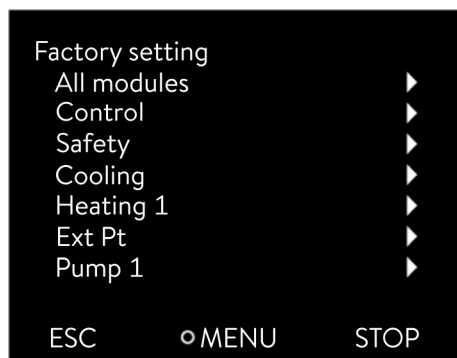 Factory setting
All modules
Control
Safety
Cooling
Heating 1
Ext Pt
Pump 1
ESC MENU STOP